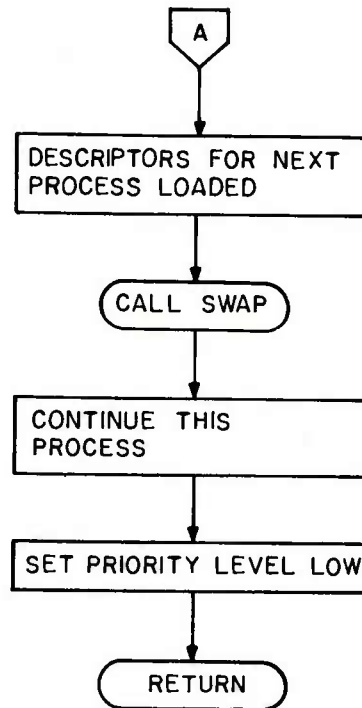 A
DESCRIPTORS FOR NEXT
PROCESS LOADED
CALL SWAP
CONTINUE THIS
PROCESS
SET PRIORITY LEVEL LOW
RETURN